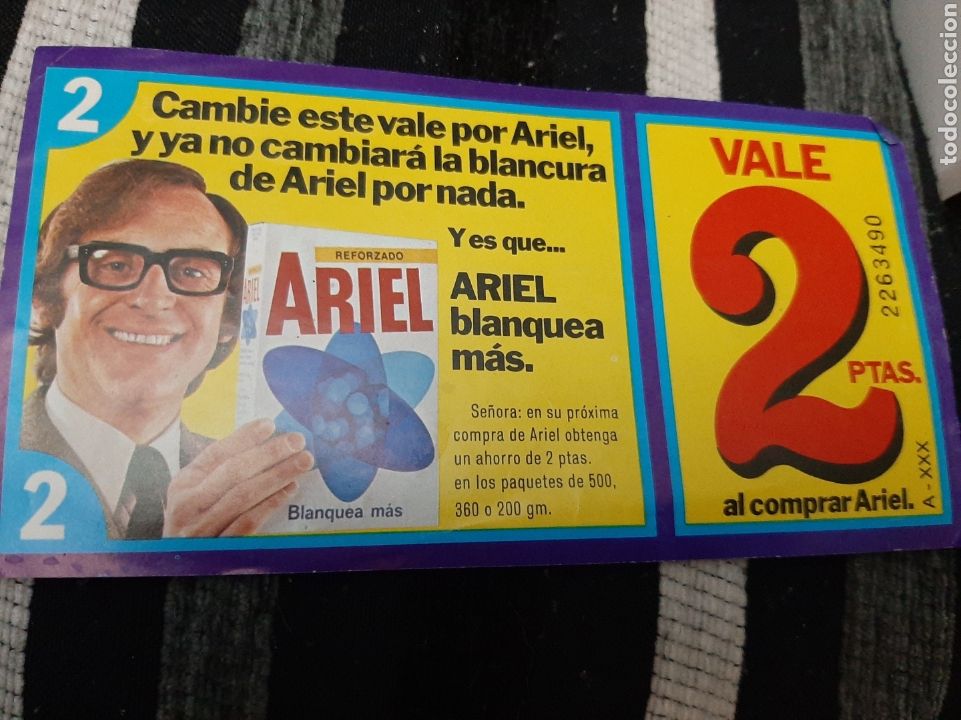 2
Cambie este vale por Ariel,
y ya no cambiará la blancura
de Ariel por nada.
Y es que...
ARIEL
blanquea
más.
Señora: en su próxima
compra de Ariel obtenga
un ahorro de 2 ptas.
en los paquetes de 500,
360 o 200 gm.
REFORZADO
ARIEL
ARIEL
Blanquea más
2
VALE
2
PTAS.
al comprar Ariel.
2263490
A-XXX
todocoleccion